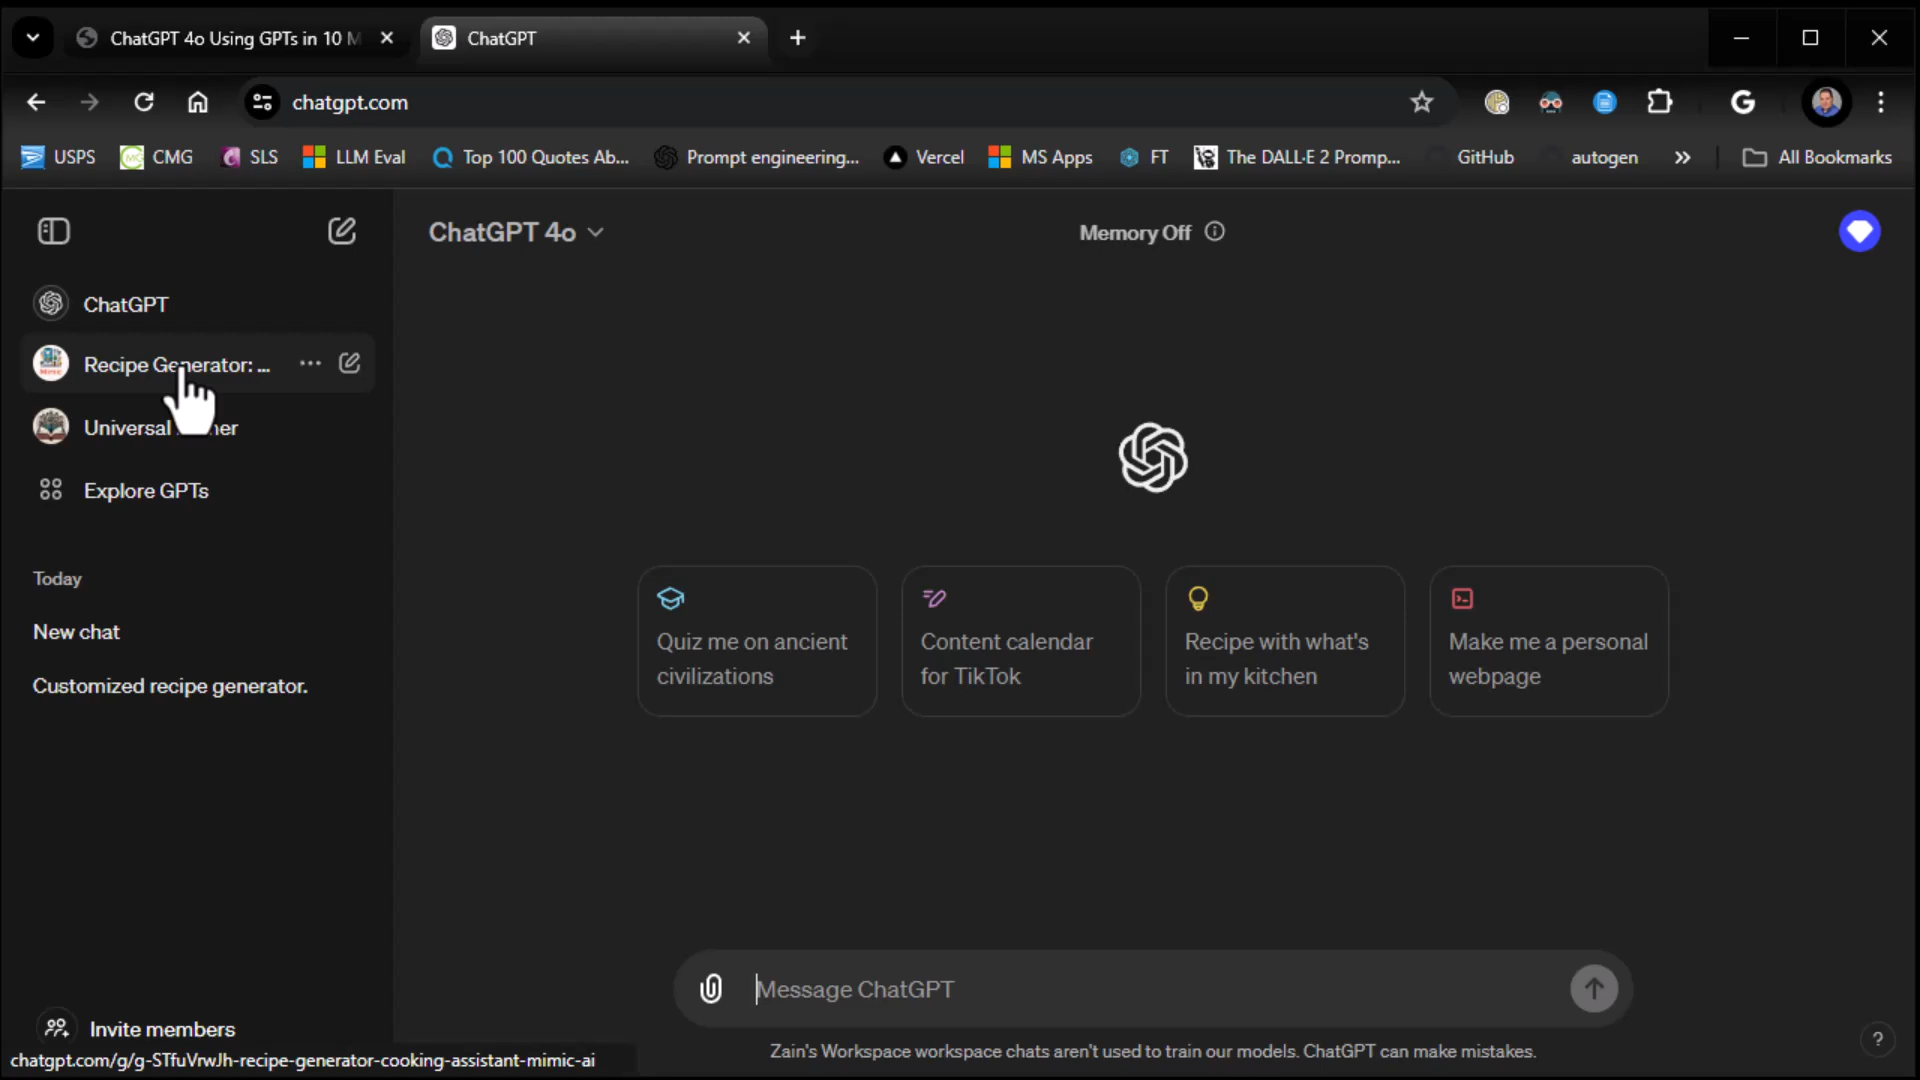 ChatGPT 4o Using GPTs in 10 M
ChatGPT
chatgpt.com
USPS
CMG
SLS
LLM Eval
Top 100 Quotes Ab...
Prompt engineering...
Vercel
MS Apps
FT
The DALL·E 2 Promp...
GitHub
autogen
All Bookmarks
ChatGPT 4o
Memory Off
ChatGPT
Recipe Generator: ...
Universal
Explore GPTs
Today
New chat
Customized recipe generator.
Quiz me on ancient
civilizations
Content calendar
for TikTok
Recipe with what's
in my kitchen
Make me a personal
webpage
Message ChatGPT
Invite members
Zain's Workspace workspace chats aren't used to train our models. ChatGPT can make mistakes.
chatgpt.com/g/g-STfuVrwJh-recipe-generator-cooking-assistant-mimic-ai
?